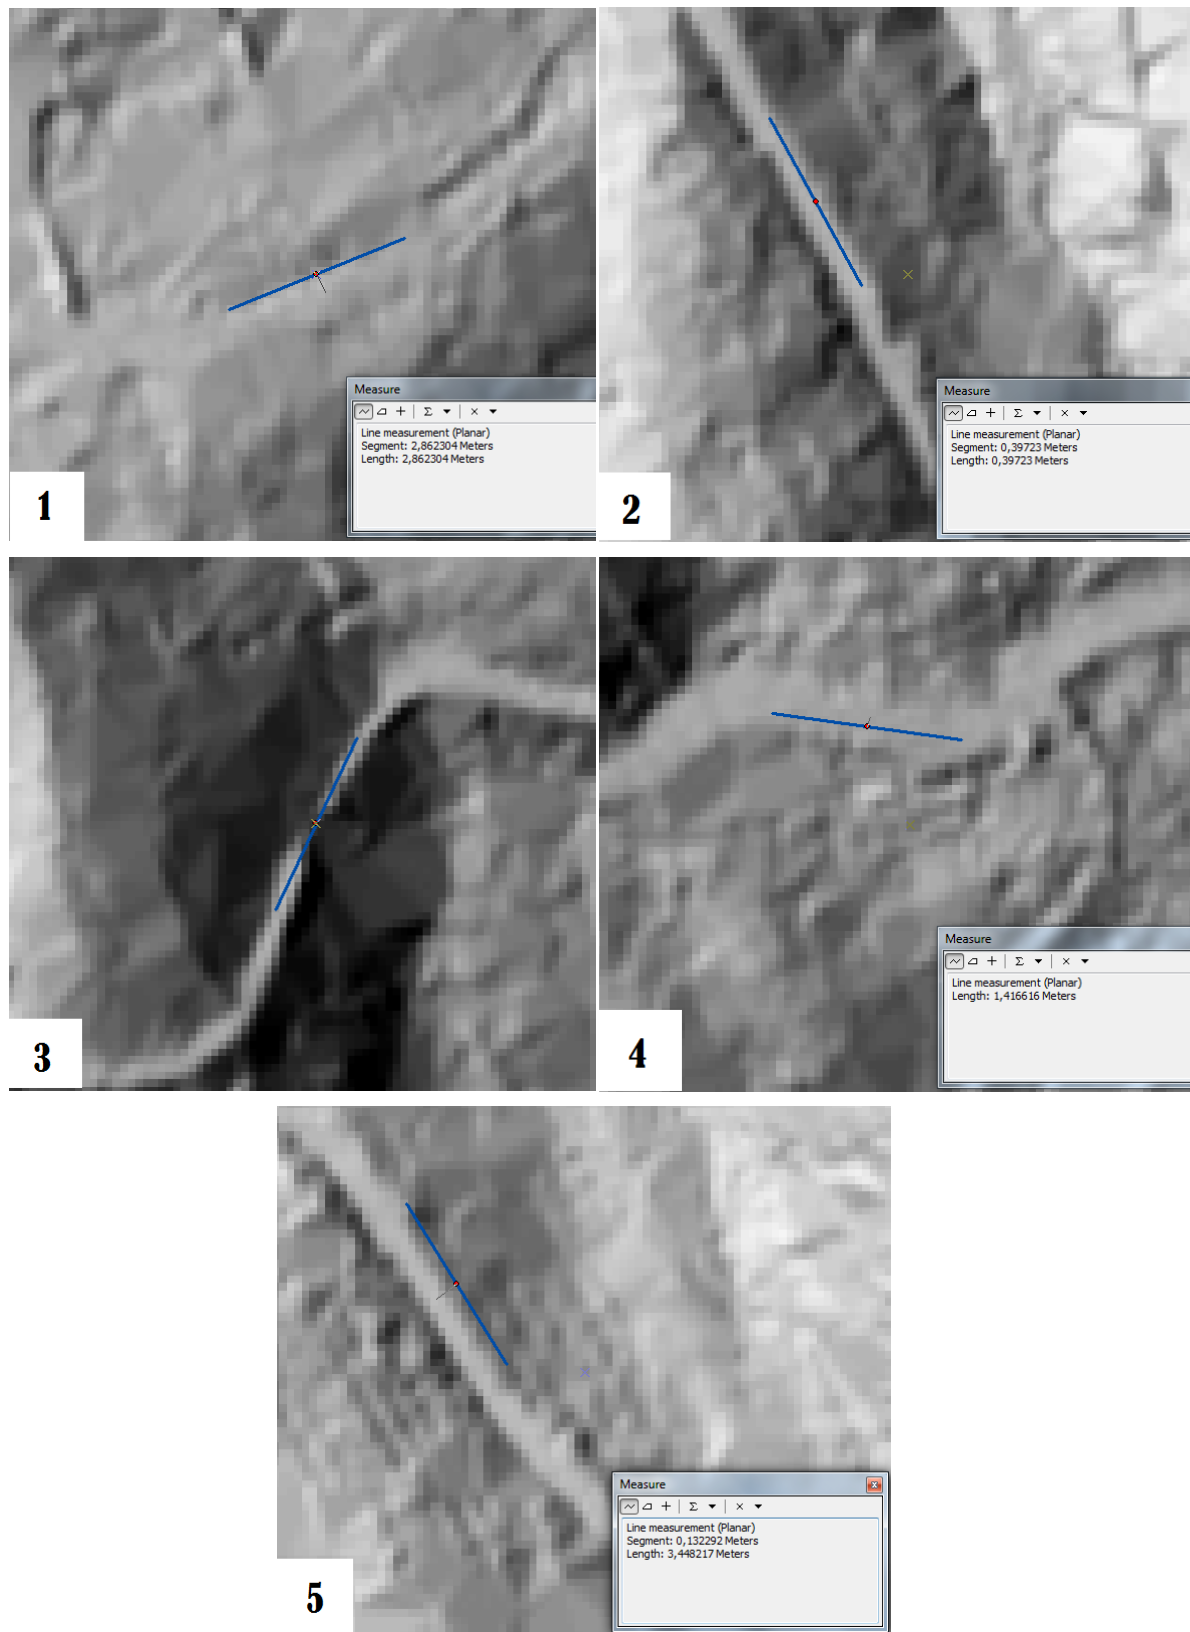 Measure
Line measurement (Planar)
Segment: 2,862304 Meters
Length: 2,862304 Meters
1
Measure
Line measurement (Planar)
Segment: 0,39723 Meters
Length: 0,39723 Meters
2
3
Measure
Line measurement (Planar)
Length: 1,416616 Meters
4
Measure
Line measurement (Planar)
Segment: 0,132292 Meters
Length: 3,448217 Meters
5